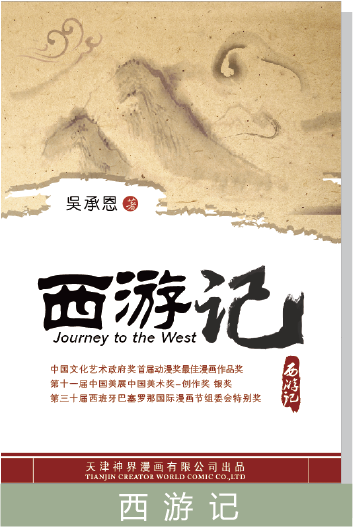 吳承恩 著
西游记
Journey to the West
中国文化艺术政府奖首届动漫奖最佳漫画作品奖
第十一届中国美展中国美术奖-创作奖 银奖
第三十届西班牙巴塞罗那国际漫画节组委会特别奖
西游记
天津神界漫画有限公司出品
TIANJIN CREATOR WORLD COMIC CO.,LTD
西游记